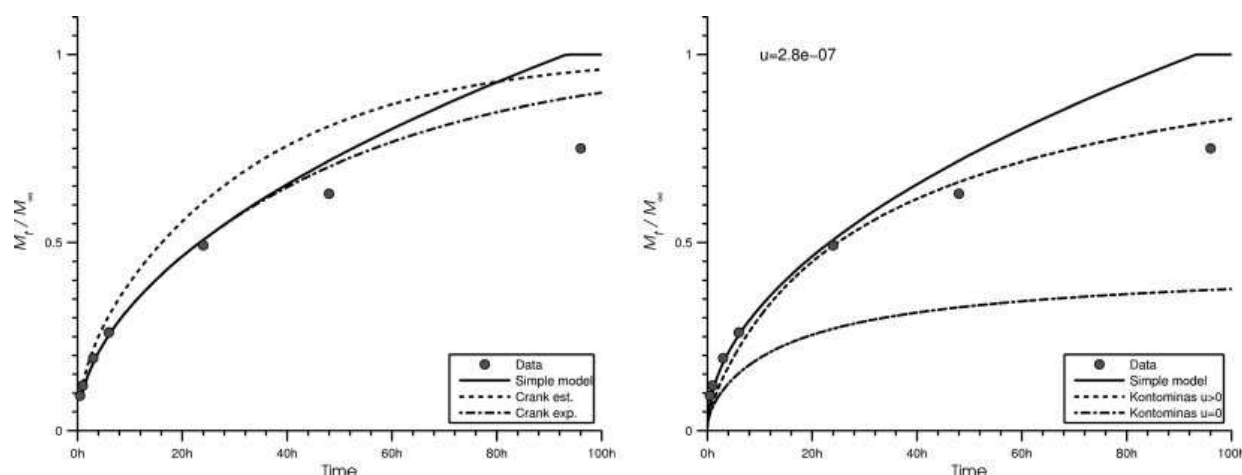 1
0.5
0
M_t / M_∞
0h
20h
40h
60h
80h
100h
Time
Data
Simple model
Crank est.
Crank exp.
u=2.8e−07
1
0.5
0
M_t / M_∞
0h
20h
40h
60h
80h
100h
Time
Data
Simple model
Kontominas u>0
Kontominas u=0